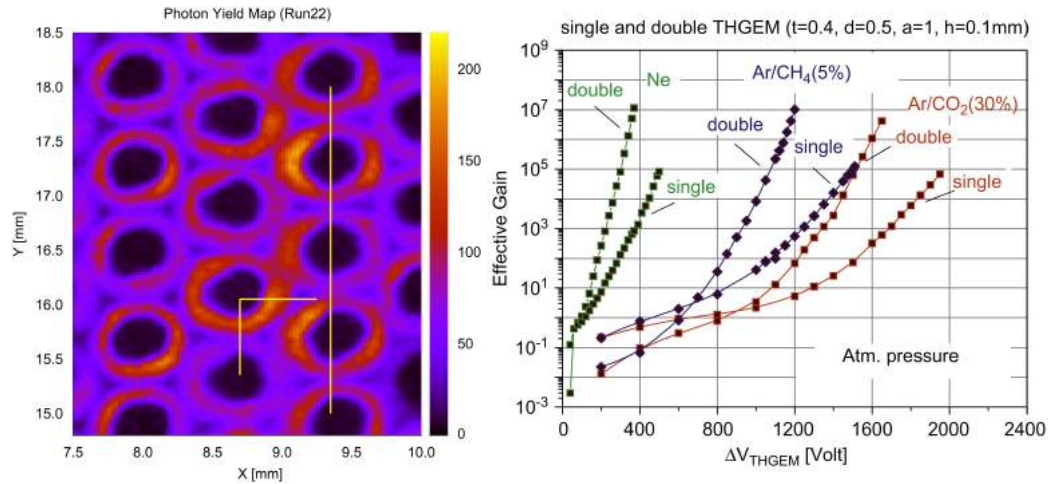 Photon Yield Map (Run22)
18.5
18.0
17.5
17.0
16.5
16.0
15.5
15.0
Y [mm]
7.5 8.0 8.5 9.0 9.5 10.0
X [mm]
200
150
100
50
0
single and double THGEM (t=0.4, d=0.5, a=1, h=0.1mm)
10^9
10^7
10^5
10^3
10^1
10^-1
10^-3
Effective Gain
Ne
double
single
Ar/CH4(5%)
double
single
Ar/CO2(30%)
double
single
Atm. pressure
0 400 800 1200 1600 2000 2400
ΔV_THGEM [Volt]